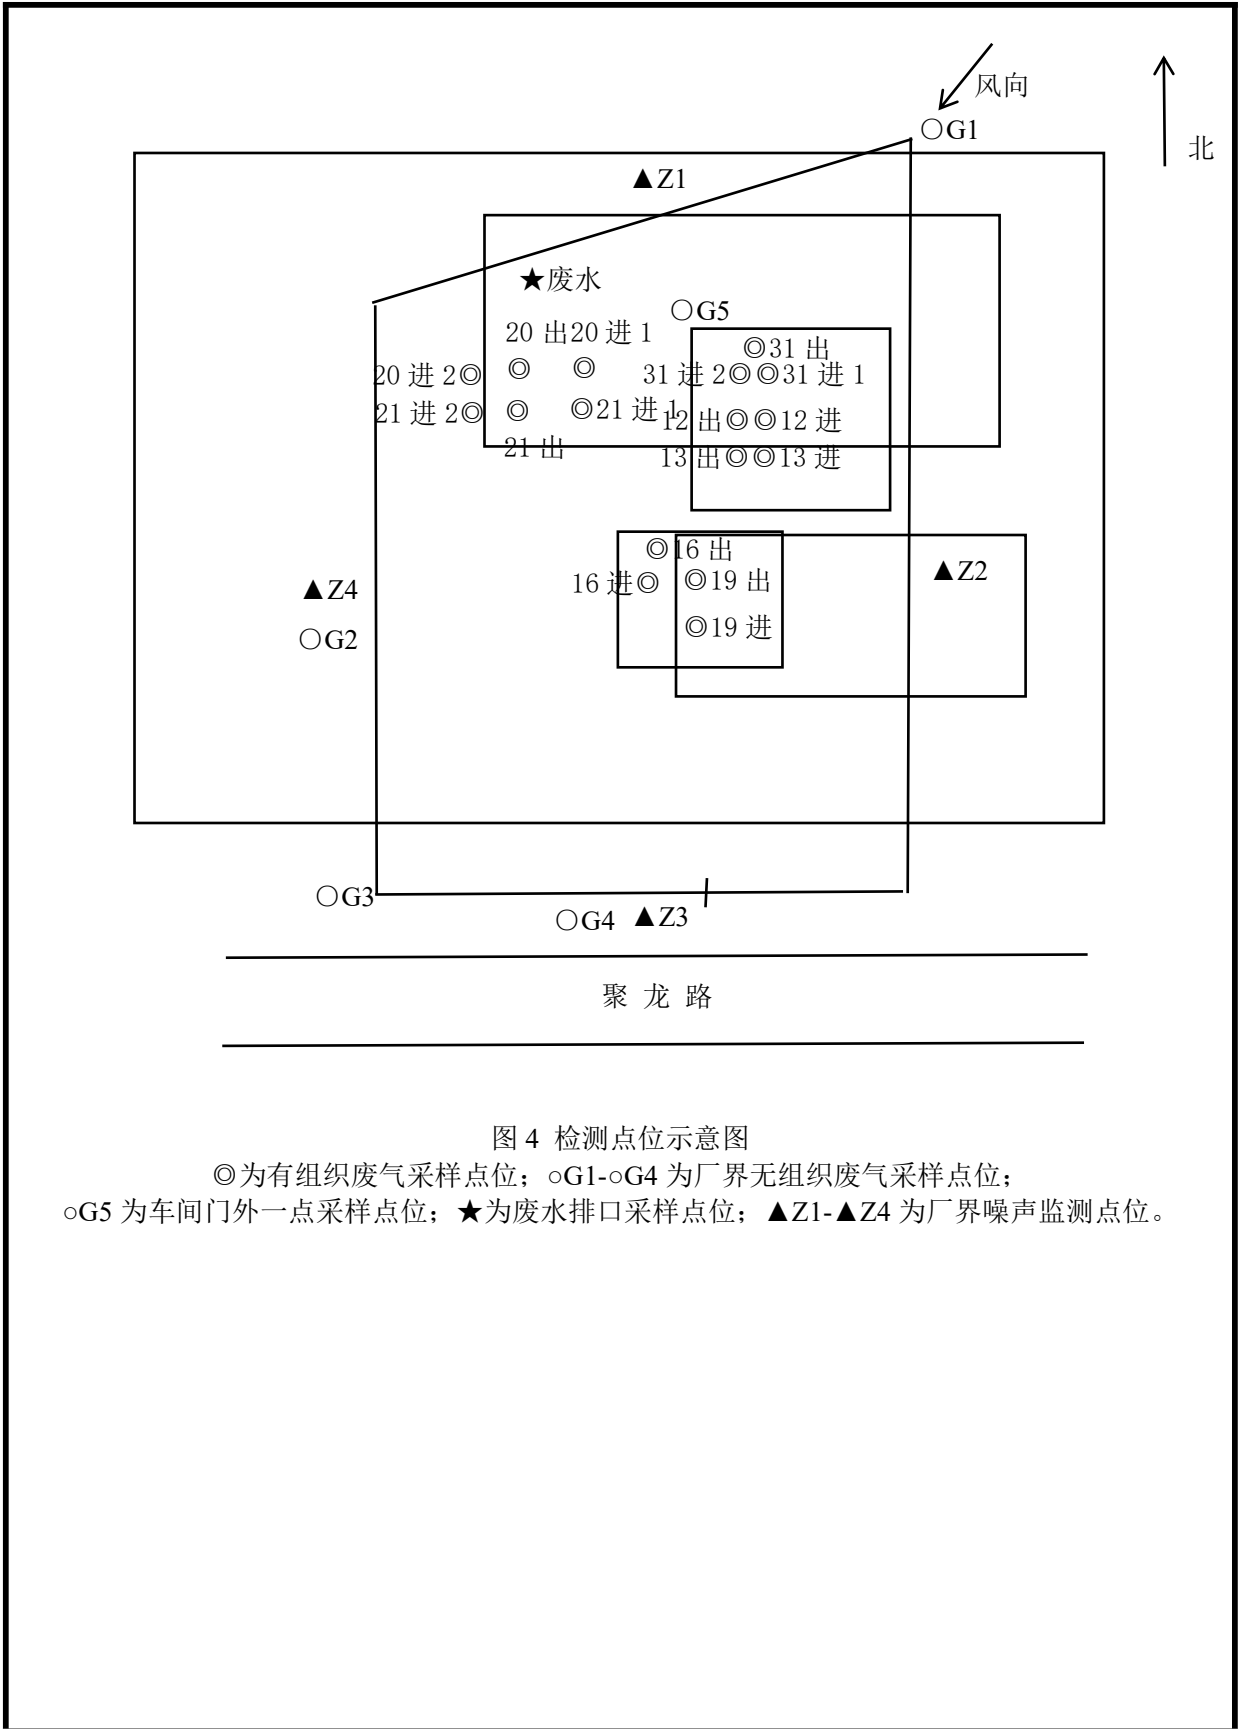 风向
○G1
北
▲Z1
★废水
○G5
20 出20 进 1
◎31 出
20 进 2◎ ◎ ◎
31 进 2◎◎31 进 1
21 进 2◎ ◎ ◎21 进 1
12 出◎◎12 进
21 出
13 出◎◎13 进
◎16 出
▲Z2
16 进◎ ◎19 出
▲Z4
◎19 进
○G2
○G3
○G4 ▲Z3
聚 龙 路
图 4 检测点位示意图
◎为有组织废气采样点位；○G1-○G4 为厂界无组织废气采样点位；
○G5 为车间门外一点采样点位；★为废水排口采样点位；▲Z1-▲Z4 为厂界噪声监测点位。